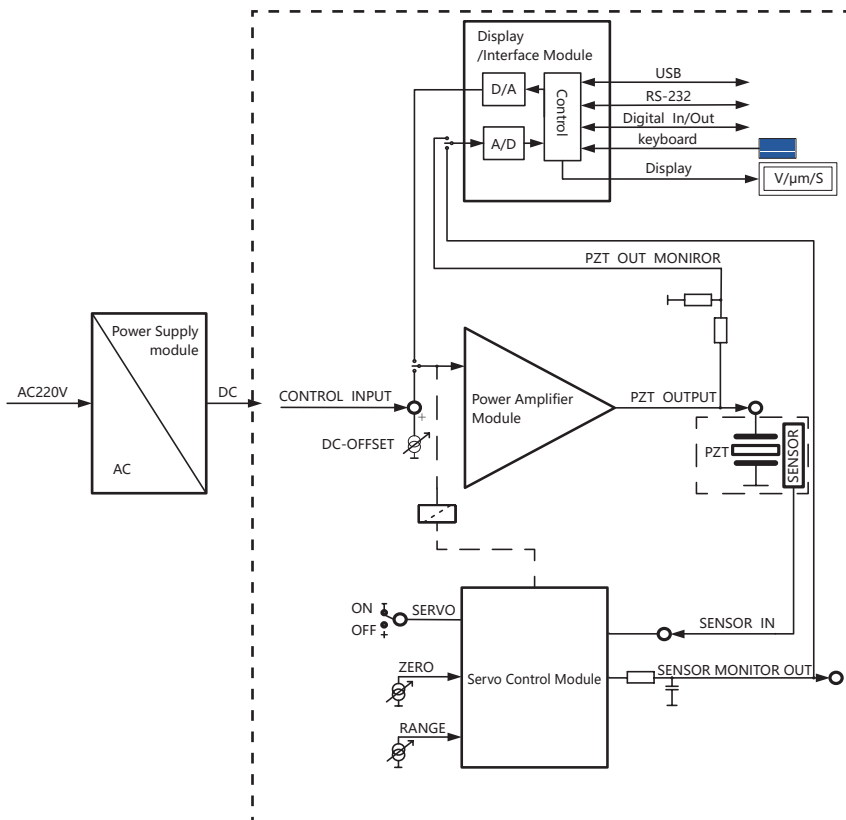 Display
/Interface Module
D/A
Control
A/D
USB
RS-232
Digital In/Out
keyboard
Display
V/μm/S
PZT OUT MONIROR
Power Supply
module
AC220V
DC
AC
CONTROL INPUT
+
DC-OFFSET
Power Amplifier
Module
PZT OUTPUT
PZT
SENSOR
ON
OFF
SERVO
ZERO
RANGE
Servo Control Module
SENSOR IN
SENSOR MONITOR OUT